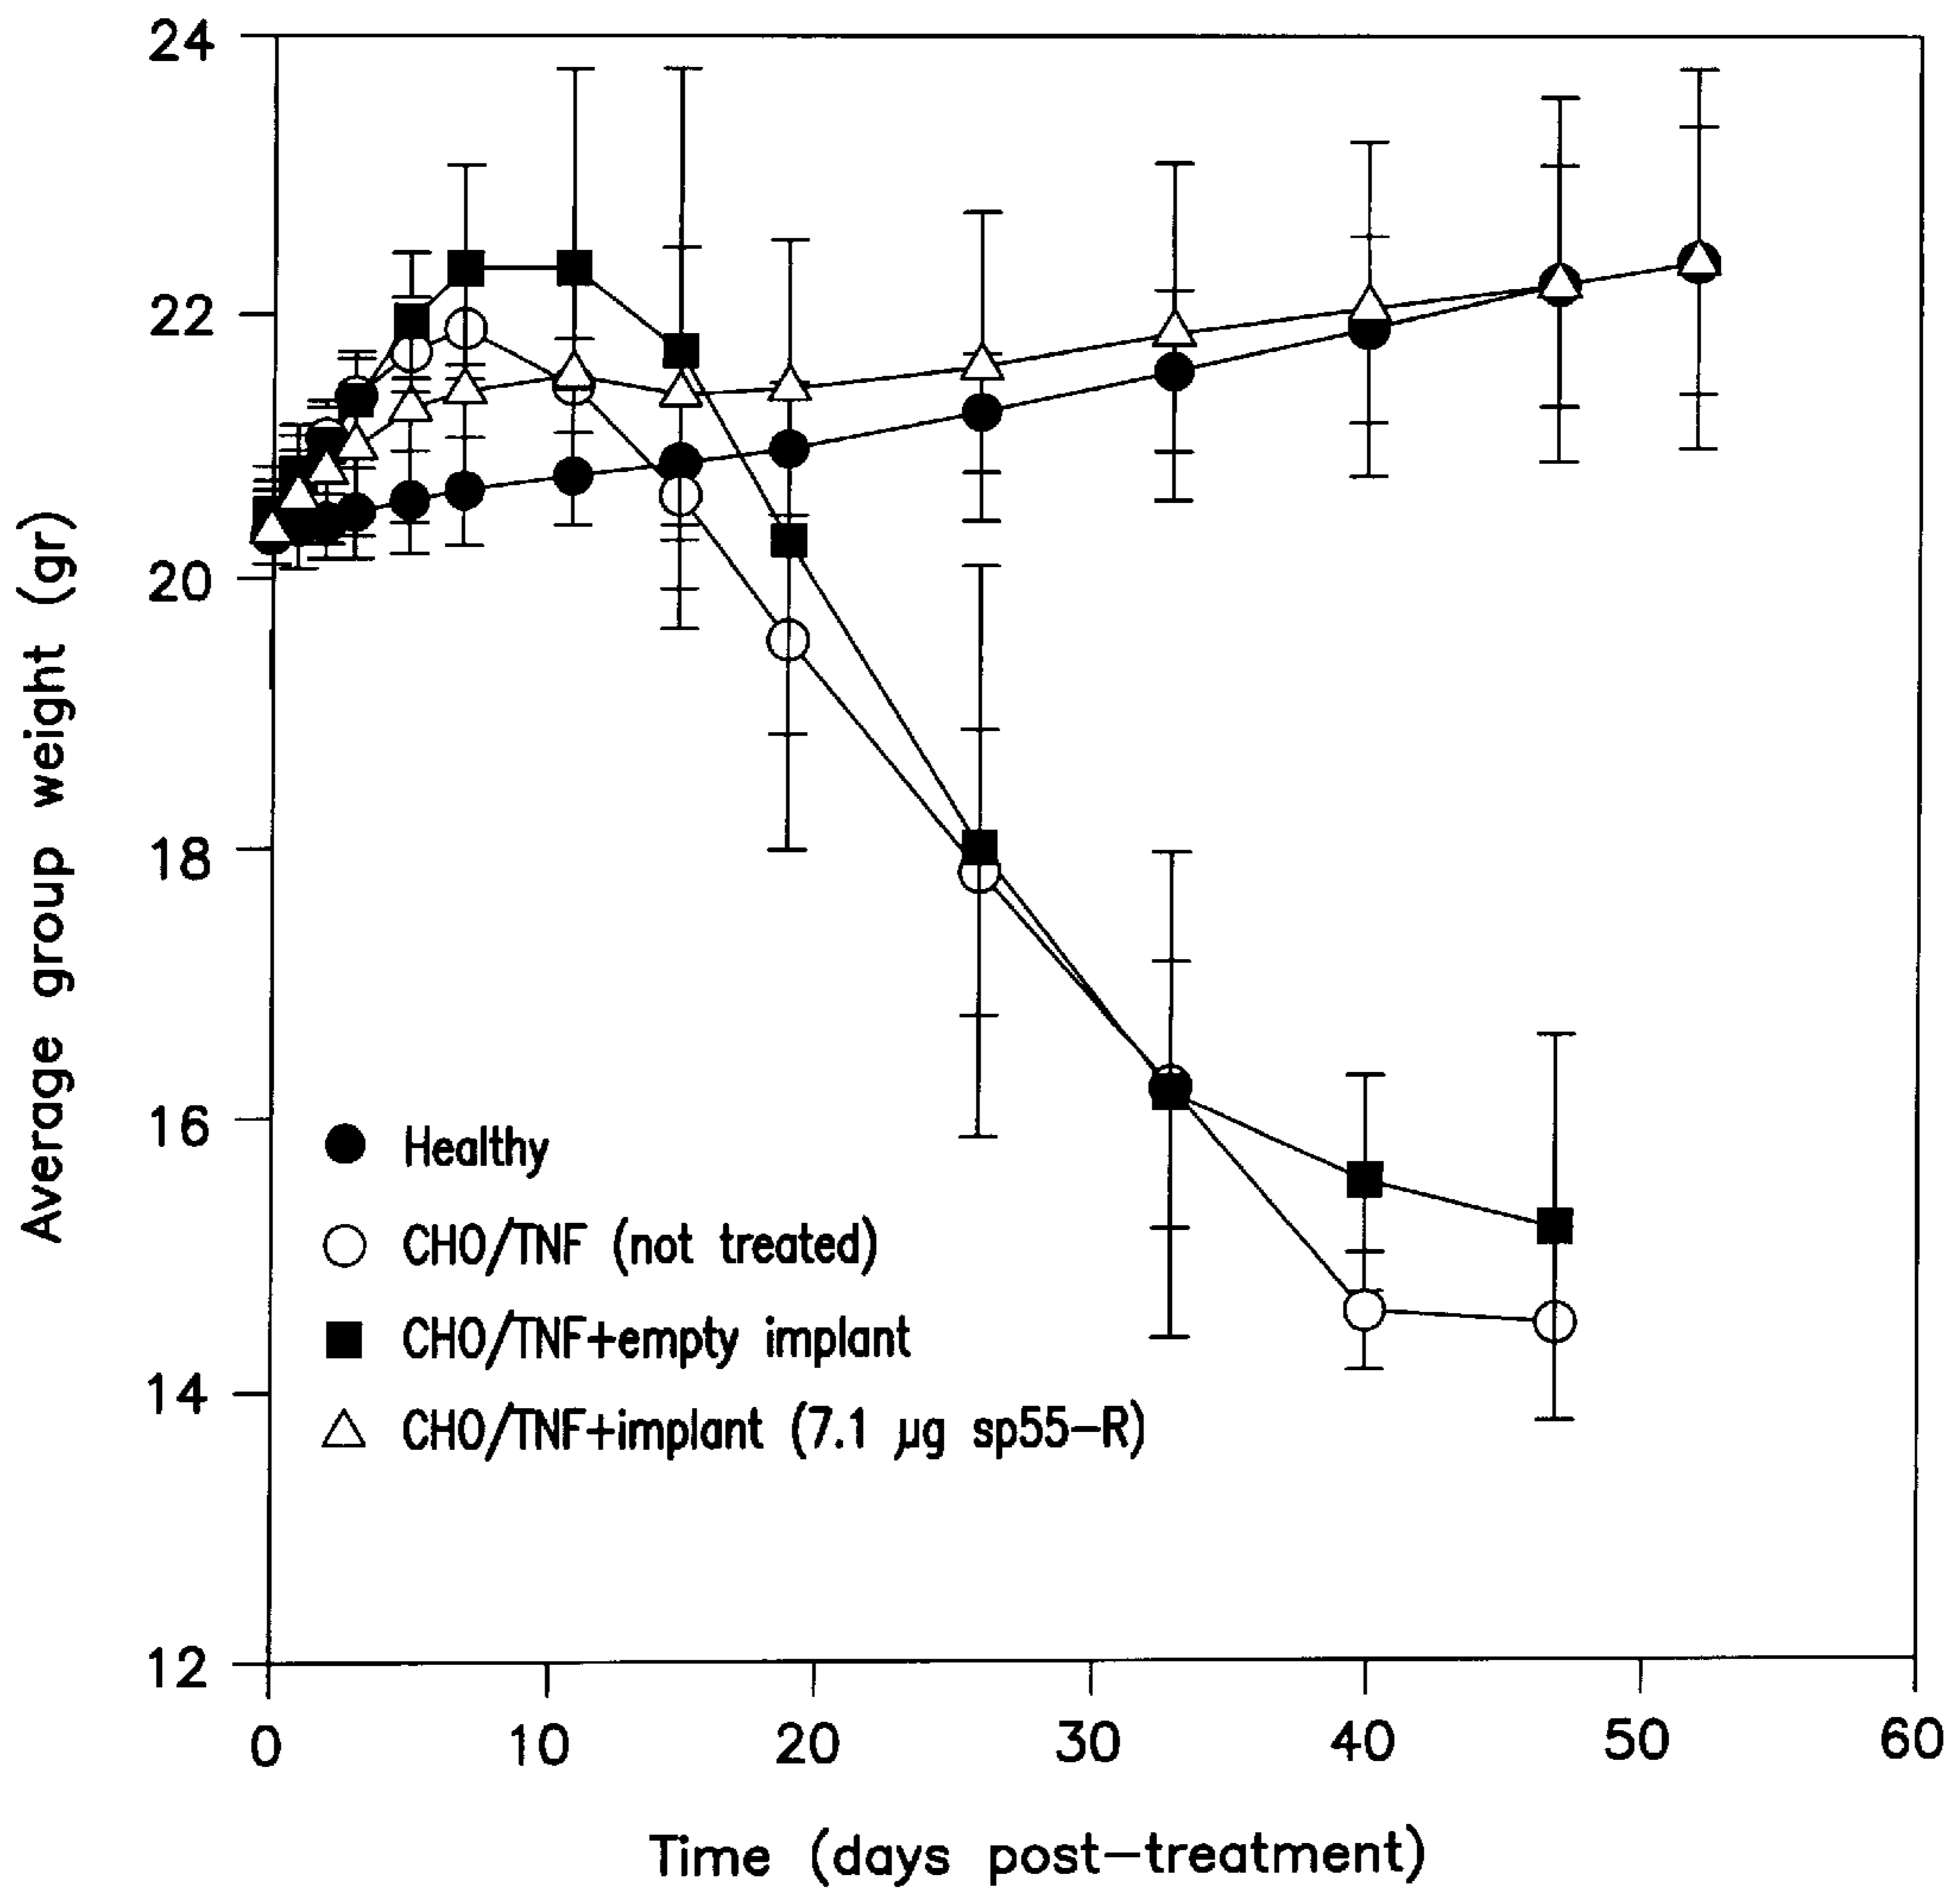 24
22
20
18
16
14
12
Average group weight (gr)
Healthy
CHO/TNF (not treated)
CHO/TNF+empty implant
CHO/TNF+implant (7.1 µg sp55-R)
0 10 20 30 40 50 60
Time (days post-treatment)